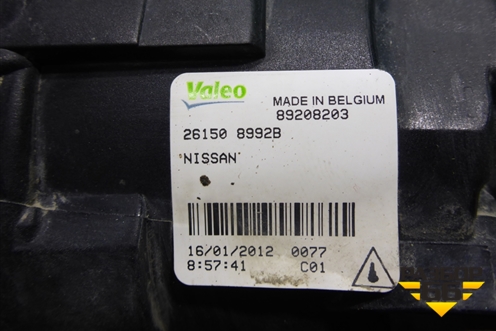 Valeo
MADE IN BELGIUM
89208203
26150 8992B
NISSAN
16/01/2012 0077
8:57:41 C01